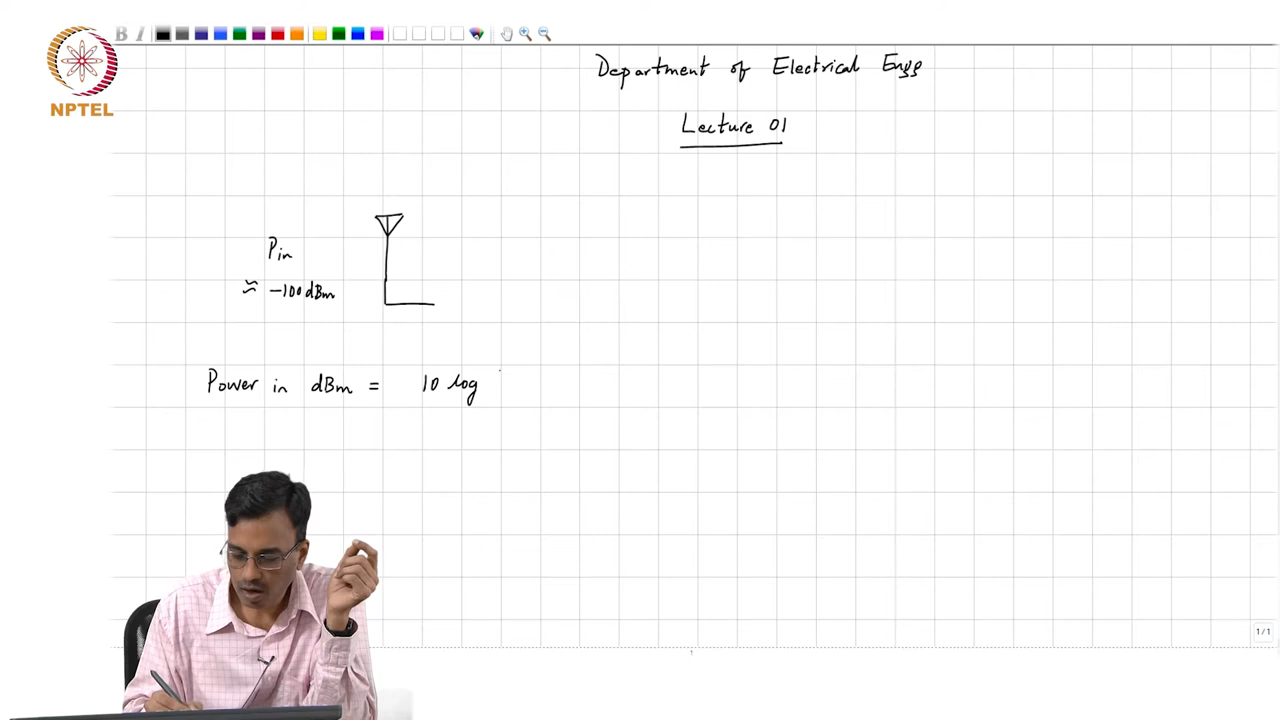 B I
NPTEL
Department of Electrical Engg
Lecture 01
Pin
≈ -100 dBm
Power in dBm = 10 log
1/1